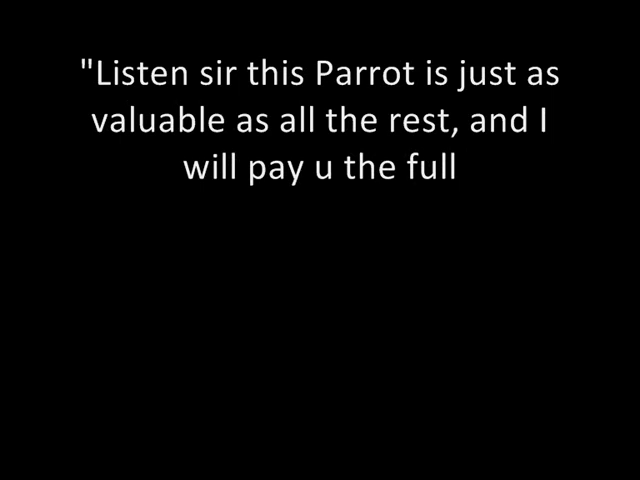 "Listen sir this Parrot is just as
valuable as all the rest, and I
will pay u the full